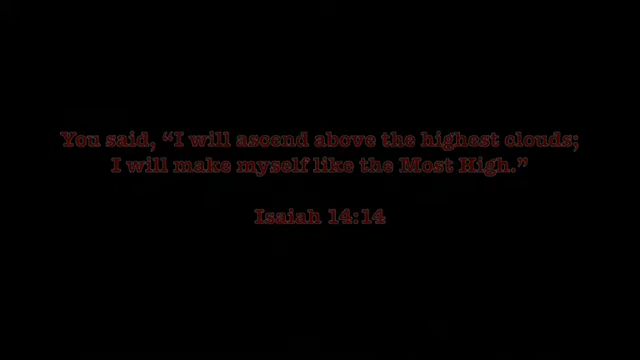 You said, “I will ascend above the highest clouds;
I will make myself like the Most High.”
Isaiah 14:14